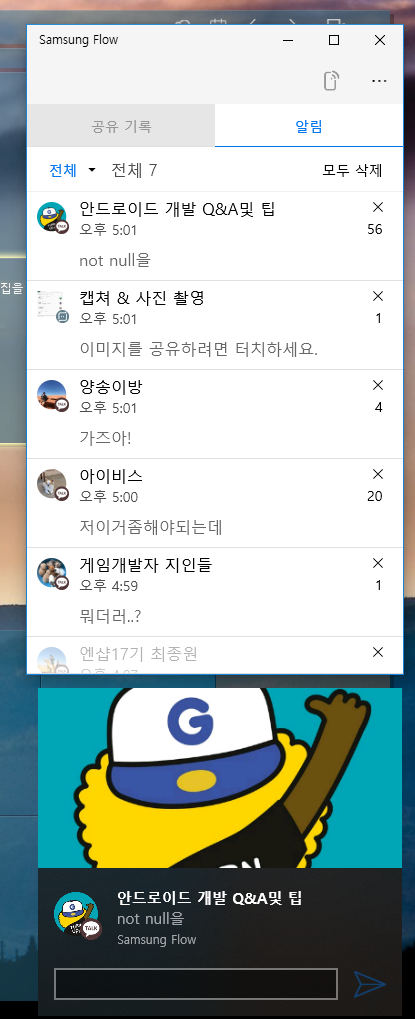 Samsung Flow
공유 기록
알림
전체
전체 7
모두 삭제
안드로이드 개발 Q&A및 팁
오후 5:01
56
not null을
집을
캡쳐 & 사진 촬영
오후 5:01
1
이미지를 공유하려면 터치하세요.
양송이방
오후 5:01
4
가즈아!
아이비스
오후 5:00
20
저이거좀해야되는데
게임개발자 지인들
오후 4:59
1
뭐더러..?
엔샵17기 최종원
G
안드로이드 개발 Q&A및 팁
not null을
Samsung Flow
TALK